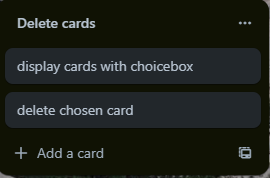 Delete cards
display cards with choicebox
delete chosen card
Add a card